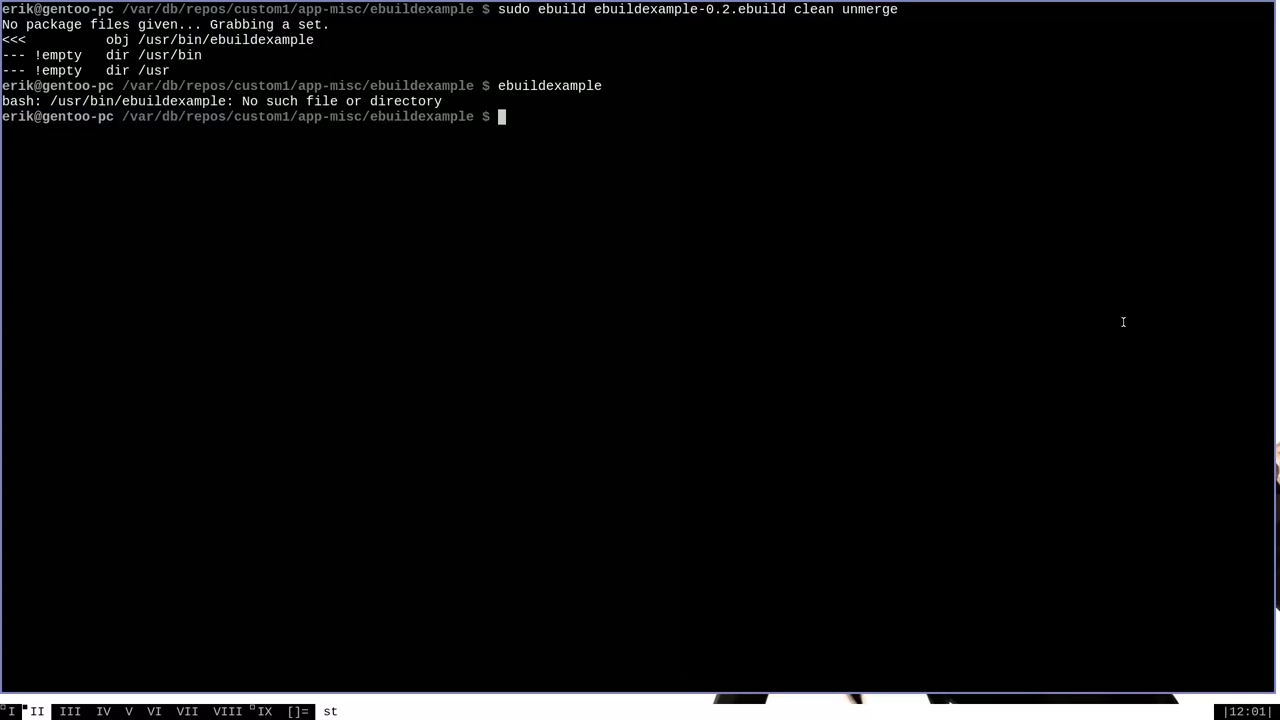 erik@gentoo-pc /var/db/repos/custom1/app-misc/ebuildexample $ sudo ebuild ebuildexample-0.2.ebuild clean unmerge
No package files given... Grabbing a set.
<<<          obj /usr/bin/ebuildexample
--- !empty   dir /usr/bin
--- !empty   dir /usr
erik@gentoo-pc /var/db/repos/custom1/app-misc/ebuildexample $ ebuildexample
bash: /usr/bin/ebuildexample: No such file or directory
erik@gentoo-pc /var/db/repos/custom1/app-misc/ebuildexample $
I II III IV V VI VII VIII IX []= st |12:01|